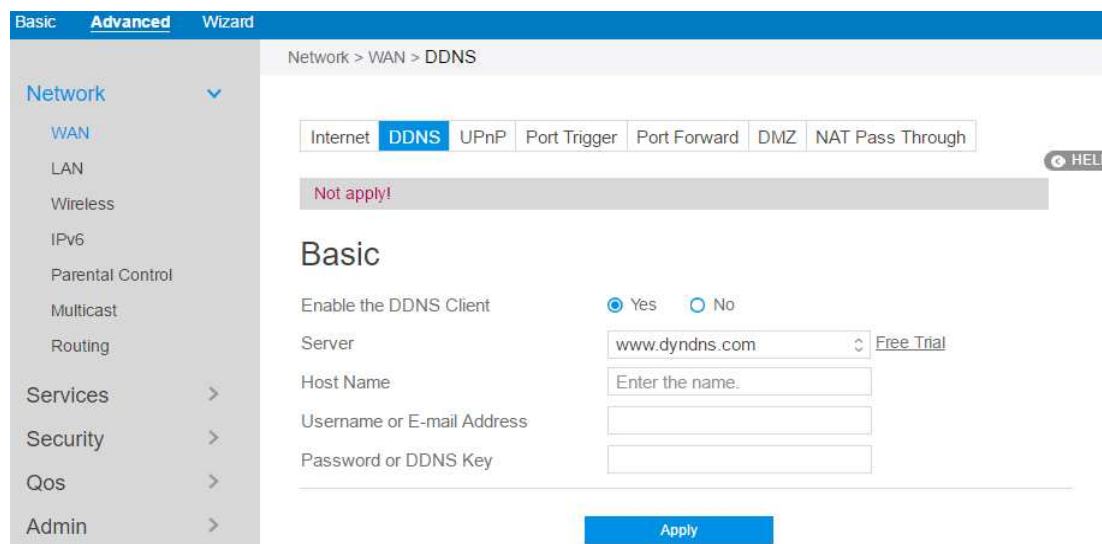 Basic Advanced Wizard
Network > WAN > DDNS
Network
WAN
LAN
Wireless
IPv6
Parental Control
Multicast
Routing
Services
Security
Qos
Admin
Internet DDNS UPnP Port Trigger Port Forward DMZ NAT Pass Through
HEL
Not apply!
Basic
Enable the DDNS Client Yes No
Server www.dyndns.com Free Trial
Host Name Enter the name.
Username or E-mail Address
Password or DDNS Key
Apply